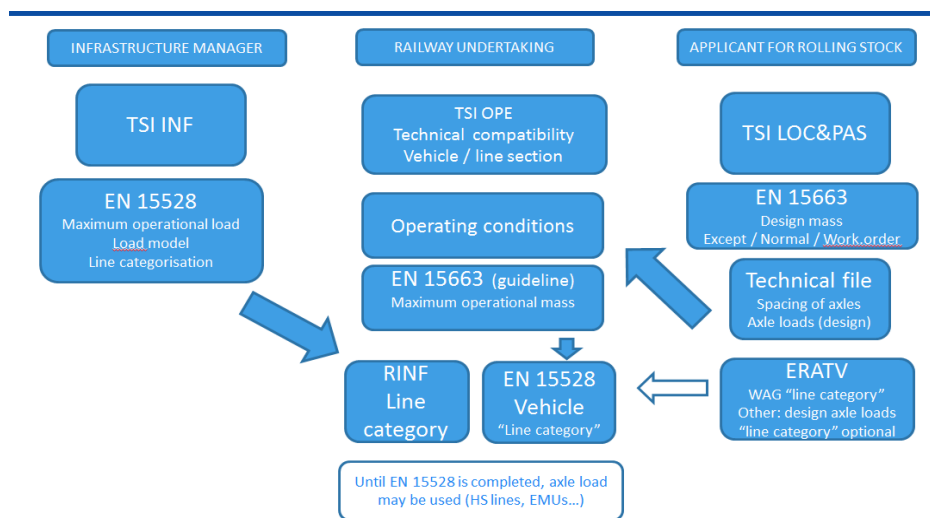 INFRASTRUCTURE MANAGER
TSI INF
EN 15528
Maximum operational load
Load model
Line categorisation
RAILWAY UNDERTAKING
TSI OPE
Technical compatibility
Vehicle / line section
Operating conditions
EN 15663 (guideline)
Maximum operational mass
RINF
Line
category
EN 15528
Vehicle
“Line category”
Until EN 15528 is completed, axle load
may be used (HS lines, EMUs…)
APPLICANT FOR ROLLING STOCK
TSI LOC&PAS
EN 15663
Design mass
Except / Normal / Work.order
Technical file
Spacing of axles
Axle loads (design)
ERATV
WAG “line category”
Other: design axle loads
“line category” optional